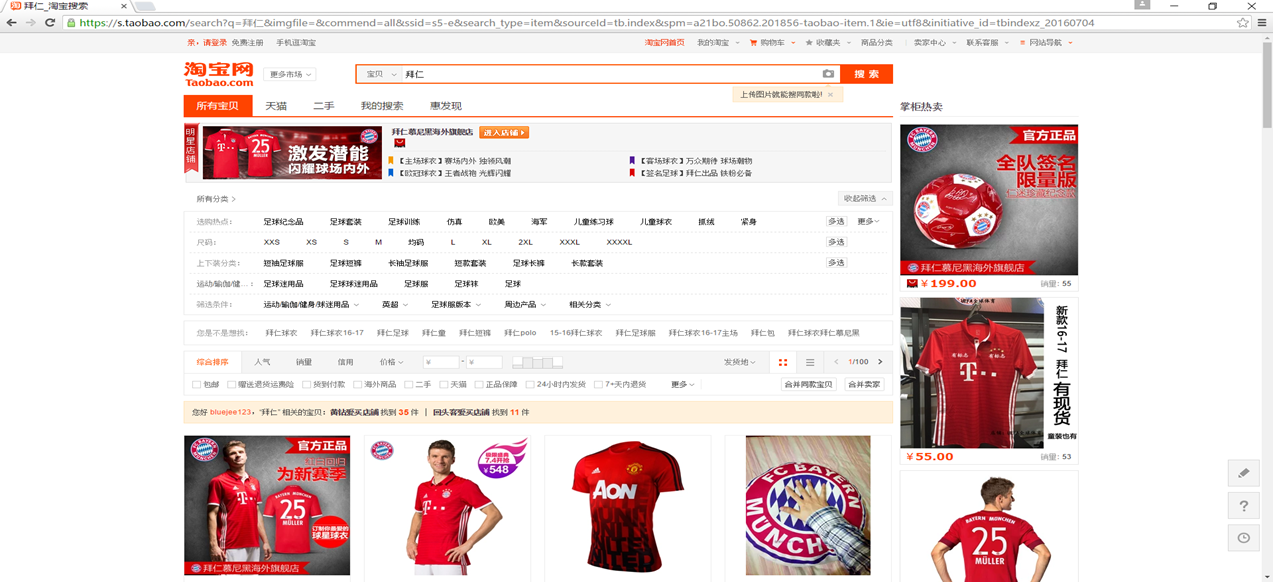 拜仁_淘宝搜索
https://s.taobao.com/search?q=拜仁&imgfile=&commend=all&ssid=s5-e&search_type=item&sourceId=tb.index&spm=a21bo.50862.201856-taobao-item.1&ie=utf8&initiative_id=tbindexz_20160704
亲，请登录 免费注册 手机逛淘宝
淘宝网首页 我的淘宝 购物车 收藏夹 商品分类 卖家中心 联系客服 网站导航
淘宝网
Taobao.com
更多市场
宝贝 拜仁 搜索
上传图片就能搜同款啦!
所有宝贝 天猫 二手 我的搜索 惠发现
掌柜热卖
明星店铺
激发潜能
闪耀球场内外
拜仁慕尼黑海外旗舰店 进入店铺
【主场球衣】赛场内外 独领风潮
【客场球衣】万众期待 球场潮物
【欧冠球衣】王者战袍 光辉闪耀
【签名足球】拜仁出品 铁粉必备
所有分类 >
收起筛选
选购热点： 足球纪念品 足球套装 足球训练 仿真 欧美 海军 儿童练习球 儿童球衣 抓绒 紧身 多选 更多
尺码： XXS XS S M 均码 L XL 2XL XXXL XXXXL 多选
上下装分类： 短袖足球服 足球短裤 长袖足球服 短款套装 足球长裤 长款套装 多选
运动/瑜伽/健...： 足球迷用品 足球球迷用品 足球服 足球袜 足球
筛选条件： 运动/瑜伽/健身/球迷用品 英超 足球服版本 周边产品 相关分类
您是不是想找： 拜仁球衣 拜仁球衣16-17 拜仁足球 拜仁童 拜仁短裤 拜仁polo 15-16拜仁球衣 拜仁足球服 拜仁球衣16-17主场 拜仁包 拜仁球衣拜仁慕尼黑
综合排序 人气 销量 信用 价格 ¥ - ¥ 发货地 < 1/100 >
包邮 赠送退货运费险 货到付款 海外商品 二手 天猫 正品保障 24小时内发货 7+天内退货 更多 合并同款宝贝 合并卖家
您好 bluejee123，"拜仁" 相关的宝贝： 黄钻爱买店铺 找到 35 件 | 回头客爱买店铺 找到 11 件
官方正品
全队签名
限量版
拜仁慕尼黑海外旗舰店
¥199.00 销量: 55
新款16-17 拜仁 有现货
童装也有
¥55.00 销量: 53
BAYERN MÜNCHEN
25
MÜLLER
官方正品
为新赛季
25
MÜLLER
订制你最爱的
球星球衣
拜仁慕尼黑海外旗舰店
¥548
AON
FC BAYERN
MÜNCHEN